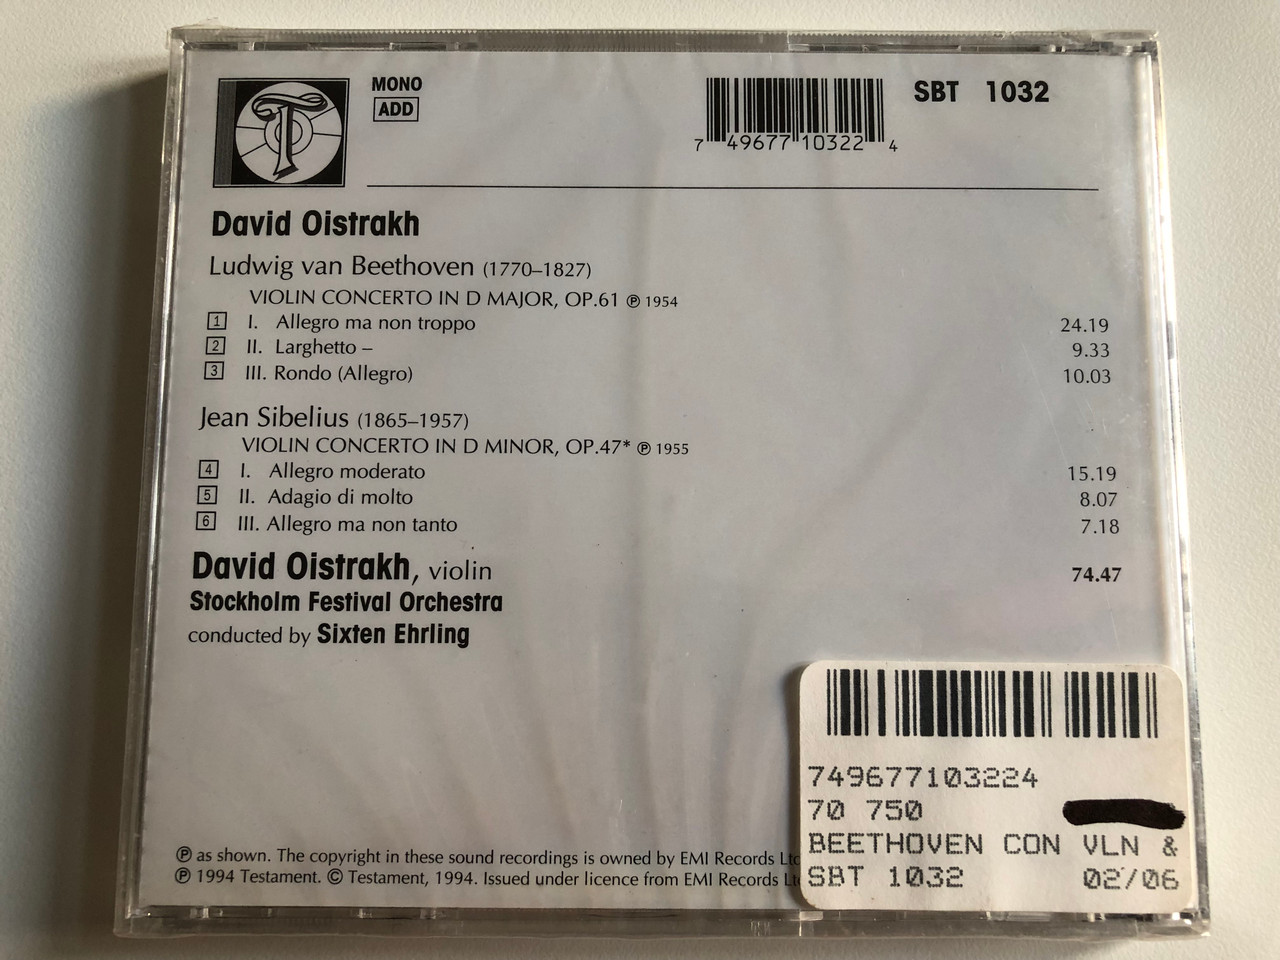 T
MONO
ADD
7 49677 10322 4
SBT 1032
David Oistrakh
Ludwig van Beethoven (1770–1827)
VIOLIN CONCERTO IN D MAJOR, OP.61 ℗ 1954
1 I. Allegro ma non troppo 24.19
2 II. Larghetto – 9.33
3 III. Rondo (Allegro) 10.03
Jean Sibelius (1865–1957)
VIOLIN CONCERTO IN D MINOR, OP.47* ℗ 1955
4 I. Allegro moderato 15.19
5 II. Adagio di molto 8.07
6 III. Allegro ma non tanto 7.18
David Oistrakh, violin 74.47
Stockholm Festival Orchestra
conducted by Sixten Ehrling
℗ as shown. The copyright in these sound recordings is owned by EMI Records
℗ 1994 Testament. © Testament, 1994. Issued under licence from EMI Records
749677103224
70 750
BEETHOVEN CON VLN &
SBT 1032 02/06